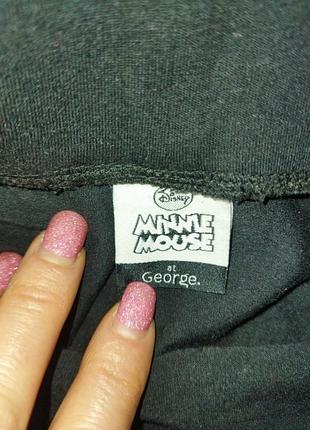 Disney
MINNIE
MOUSE
at
George.